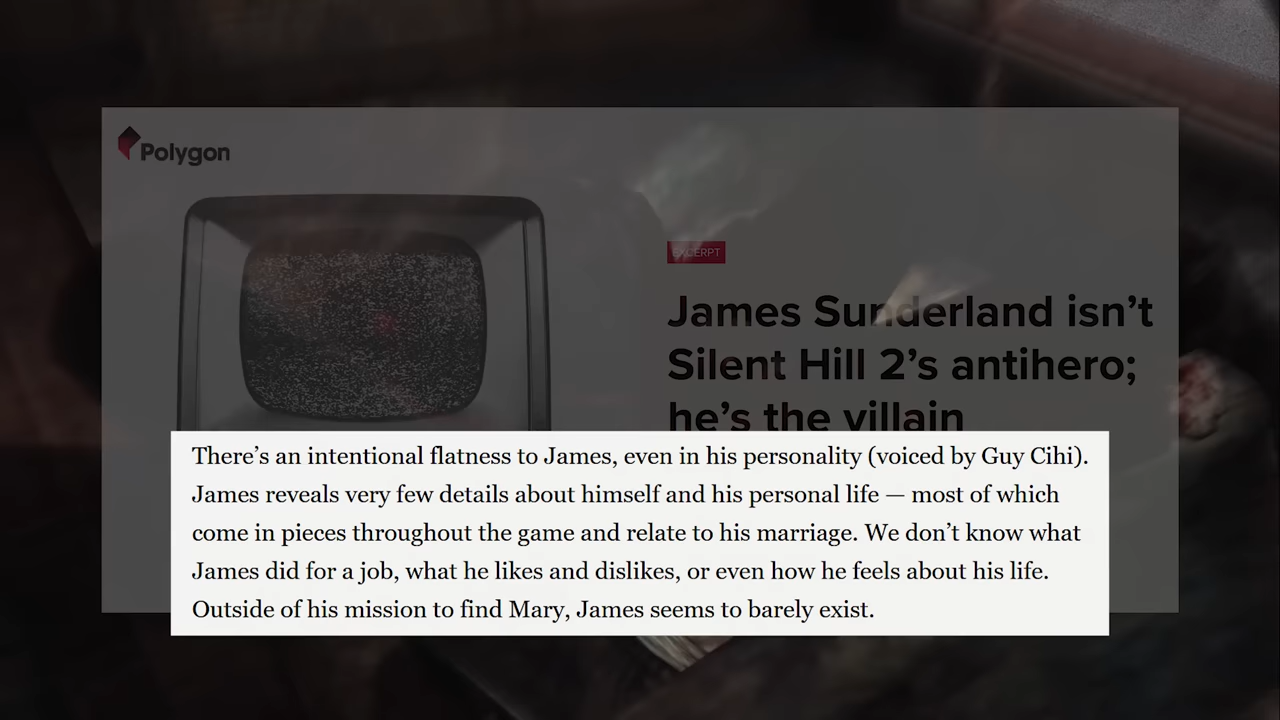 Polygon
EXCERPT
James Sunderland isn’t
Silent Hill 2’s antihero;
he’s the villain
There’s an intentional flatness to James, even in his personality (voiced by Guy Cihi).
James reveals very few details about himself and his personal life — most of which
come in pieces throughout the game and relate to his marriage. We don’t know what
James did for a job, what he likes and dislikes, or even how he feels about his life.
Outside of his mission to find Mary, James seems to barely exist.